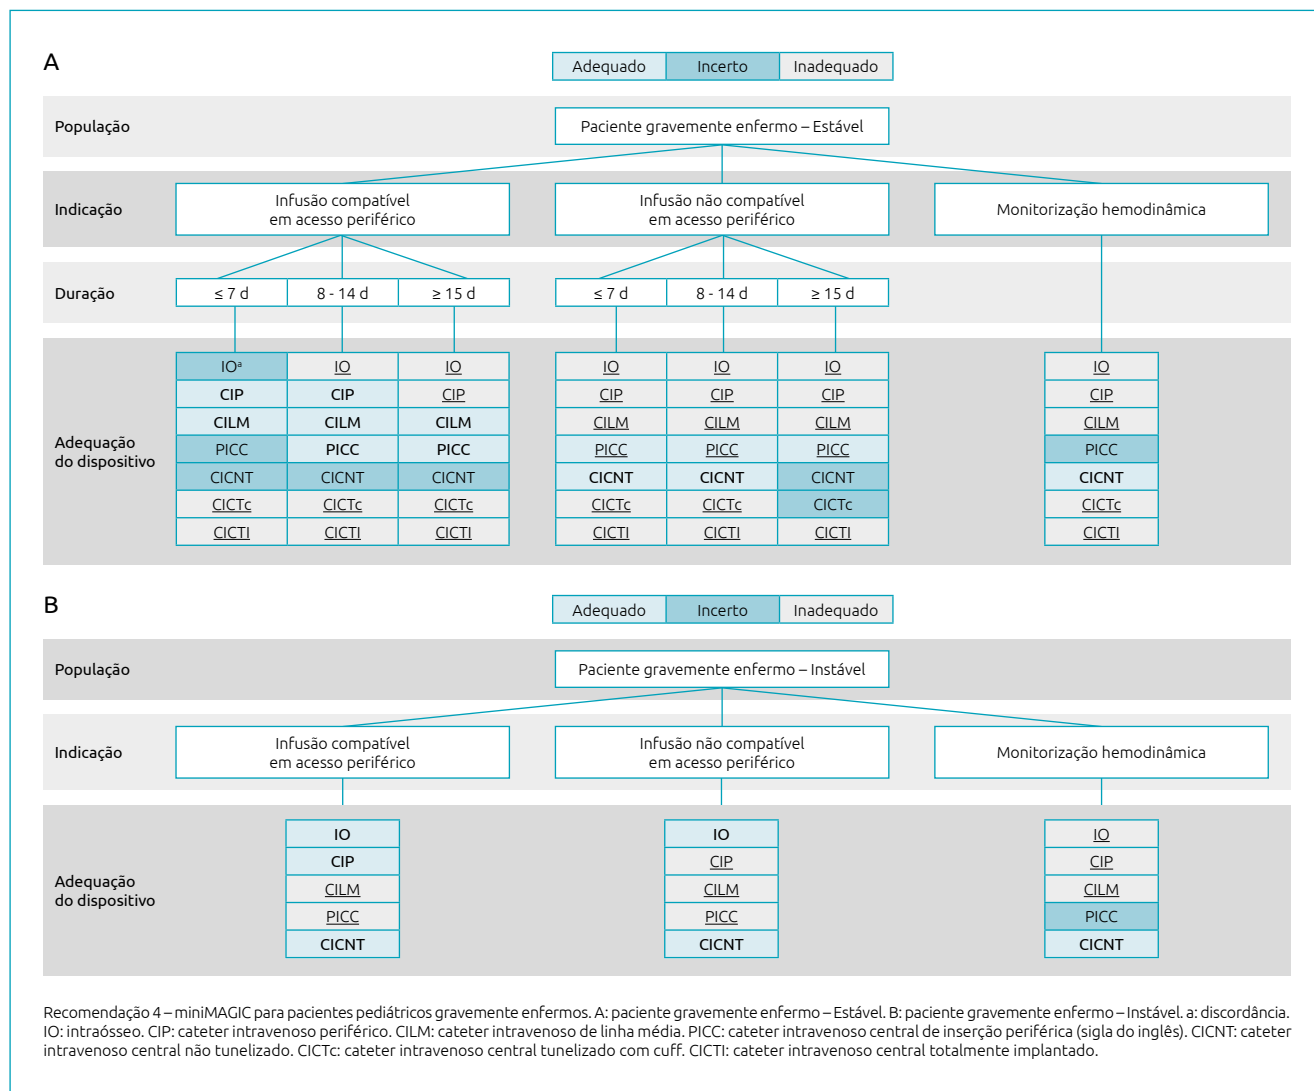 A
Adequado Incerto Inadequado
População
Paciente gravemente enfermo – Estável
Indicação
Infusão compatível
em acesso periférico
Infusão não compatível
em acesso periférico
Monitorização hemodinâmica
Duração
≤ 7 d 8 - 14 d ≥ 15 d ≤ 7 d 8 - 14 d ≥ 15 d
Adequação
do dispositivo
IOª IO IO IO IO IO IO
CIP CIP CIP CIP CIP CIP CIP
CILM CILM CILM CILM CILM CILM CILM
PICC PICC PICC PICC PICC PICC PICC
CICNT CICNT CICNT CICNT CICNT CICNT CICNT
CICTc CICTc CICTc CICTc CICTc CICTc CICTc
CICTI CICTI CICTI CICTI CICTI CICTI CICTI
B
Adequado Incerto Inadequado
População
Paciente gravemente enfermo – Instável
Indicação
Infusão compatível
em acesso periférico
Infusão não compatível
em acesso periférico
Monitorização hemodinâmica
Adequação
do dispositivo
IO IO IO
CIP CIP CIP
CILM CILM CILM
PICC PICC PICC
CICNT CICNT CICNT
Recomendação 4 – miniMAGIC para pacientes pediátricos gravemente enfermos. A: paciente gravemente enfermo – Estável. B: paciente gravemente enfermo – Instável. a: discordância.
IO: intraósseo. CIP: cateter intravenoso periférico. CILM: cateter intravenoso de linha média. PICC: cateter intravenoso central de inserção periférica (sigla do inglês). CICNT: cateter
intravenoso central não tunelizado. CICTc: cateter intravenoso central tunelizado com cuff. CICTI: cateter intravenoso central totalmente implantado.